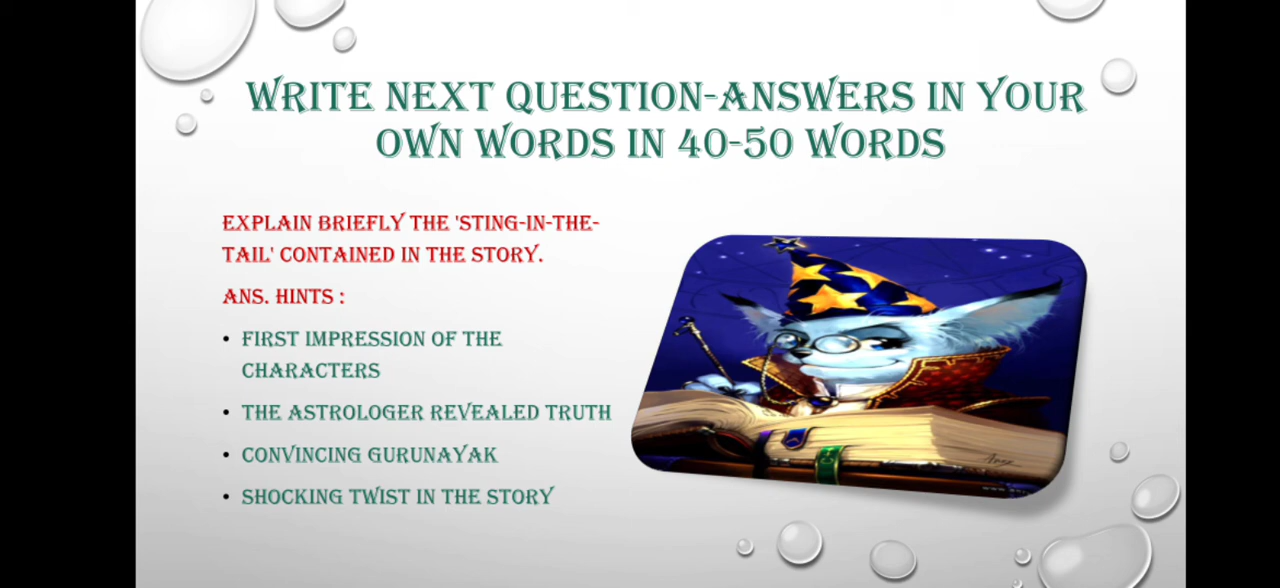 WRITE NEXT QUESTION-ANSWERS IN YOUR
OWN WORDS IN 40-50 WORDS
EXPLAIN BRIEFLY THE 'STING-IN-THE-
TAIL' CONTAINED IN THE STORY.
ANS. HINTS :
• FIRST IMPRESSION OF THE
CHARACTERS
• THE ASTROLOGER REVEALED TRUTH
• CONVINCING GURUNAYAK
• SHOCKING TWIST IN THE STORY